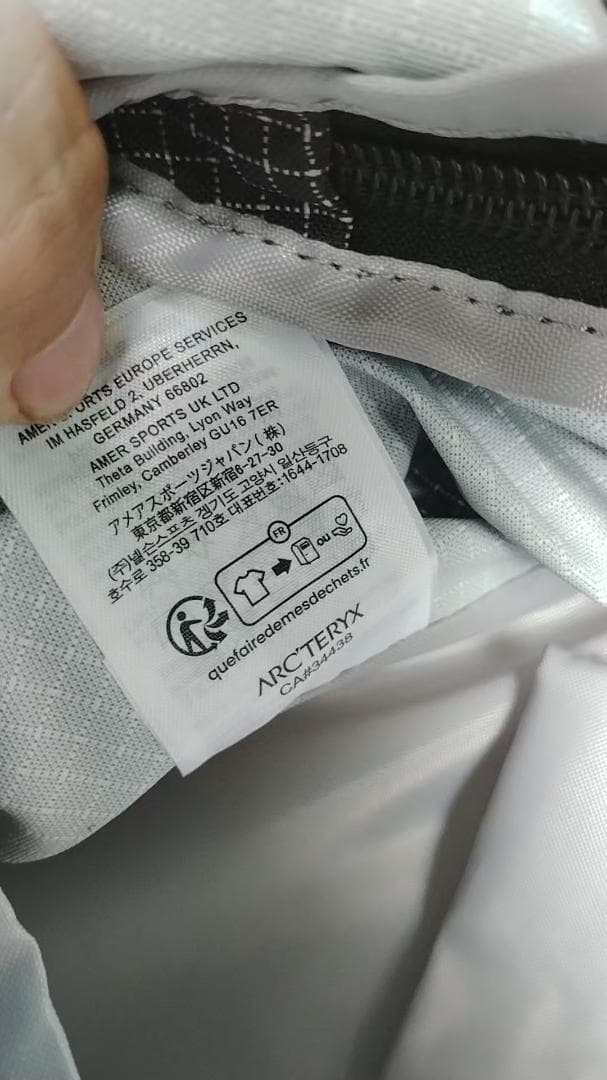 SPORTS EUROPE SERVICES
IM HASFELD 2, UBERHERRN,
GERMANY 66802
AMER SPORTS UK LTD
Theta Building, Lyon Way
Frimley, Camberley GU16 7ER
アメアスポーツジャパン(株)
東京都新宿区新宿6-27-30
(주)넬슨스포츠 경기도 고양시 일산동구
호수로 358-39 710호 대표번호:1644-1708
FR
OU
quefairedemesdechets.fr
ARC'TERYX
CA#34438